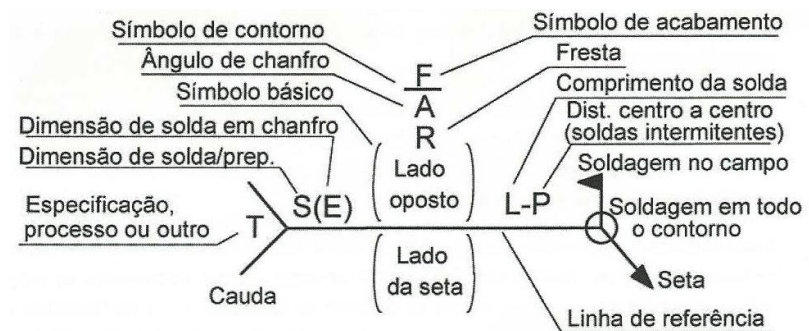 Símbolo de contorno
Símbolo de acabamento
Ângulo de chanfro
F
Fresta
Símbolo básico
A
Comprimento da solda
R
Dist. centro a centro
(soldas intermitentes)
Dimensão de solda em chanfro
Dimensão de solda/prep.
Lado
oposto
Soldagem no campo
Especificação,
processo ou outro
T
S(E)
L-P
Soldagem em todo
o contorno
Lado
da seta
Cauda
Seta
Linha de referência